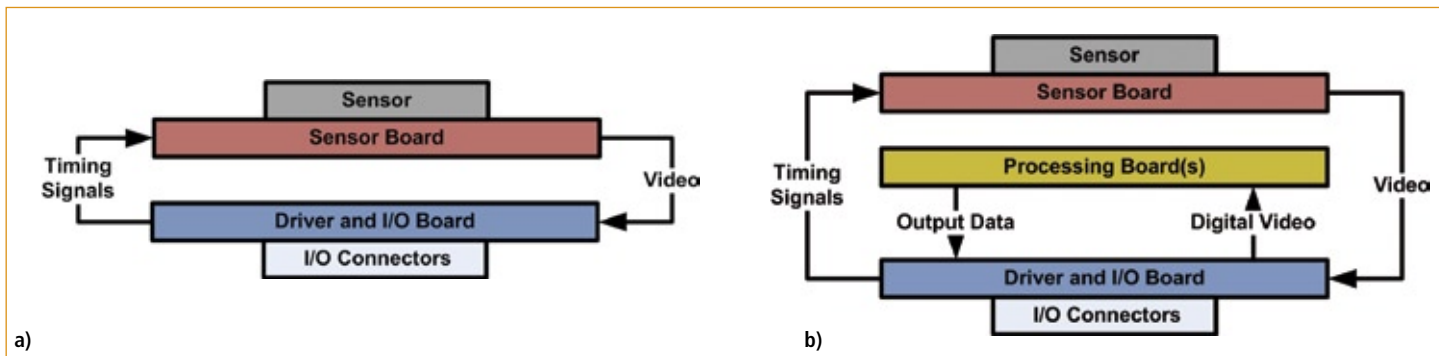 Sensor
Sensor Board
Timing
Signals
Video
Driver and I/O Board
I/O Connectors
a)
Sensor
Sensor Board
Processing Board(s)
Timing
Signals
Video
Output Data
Digital Video
Driver and I/O Board
I/O Connectors
b)